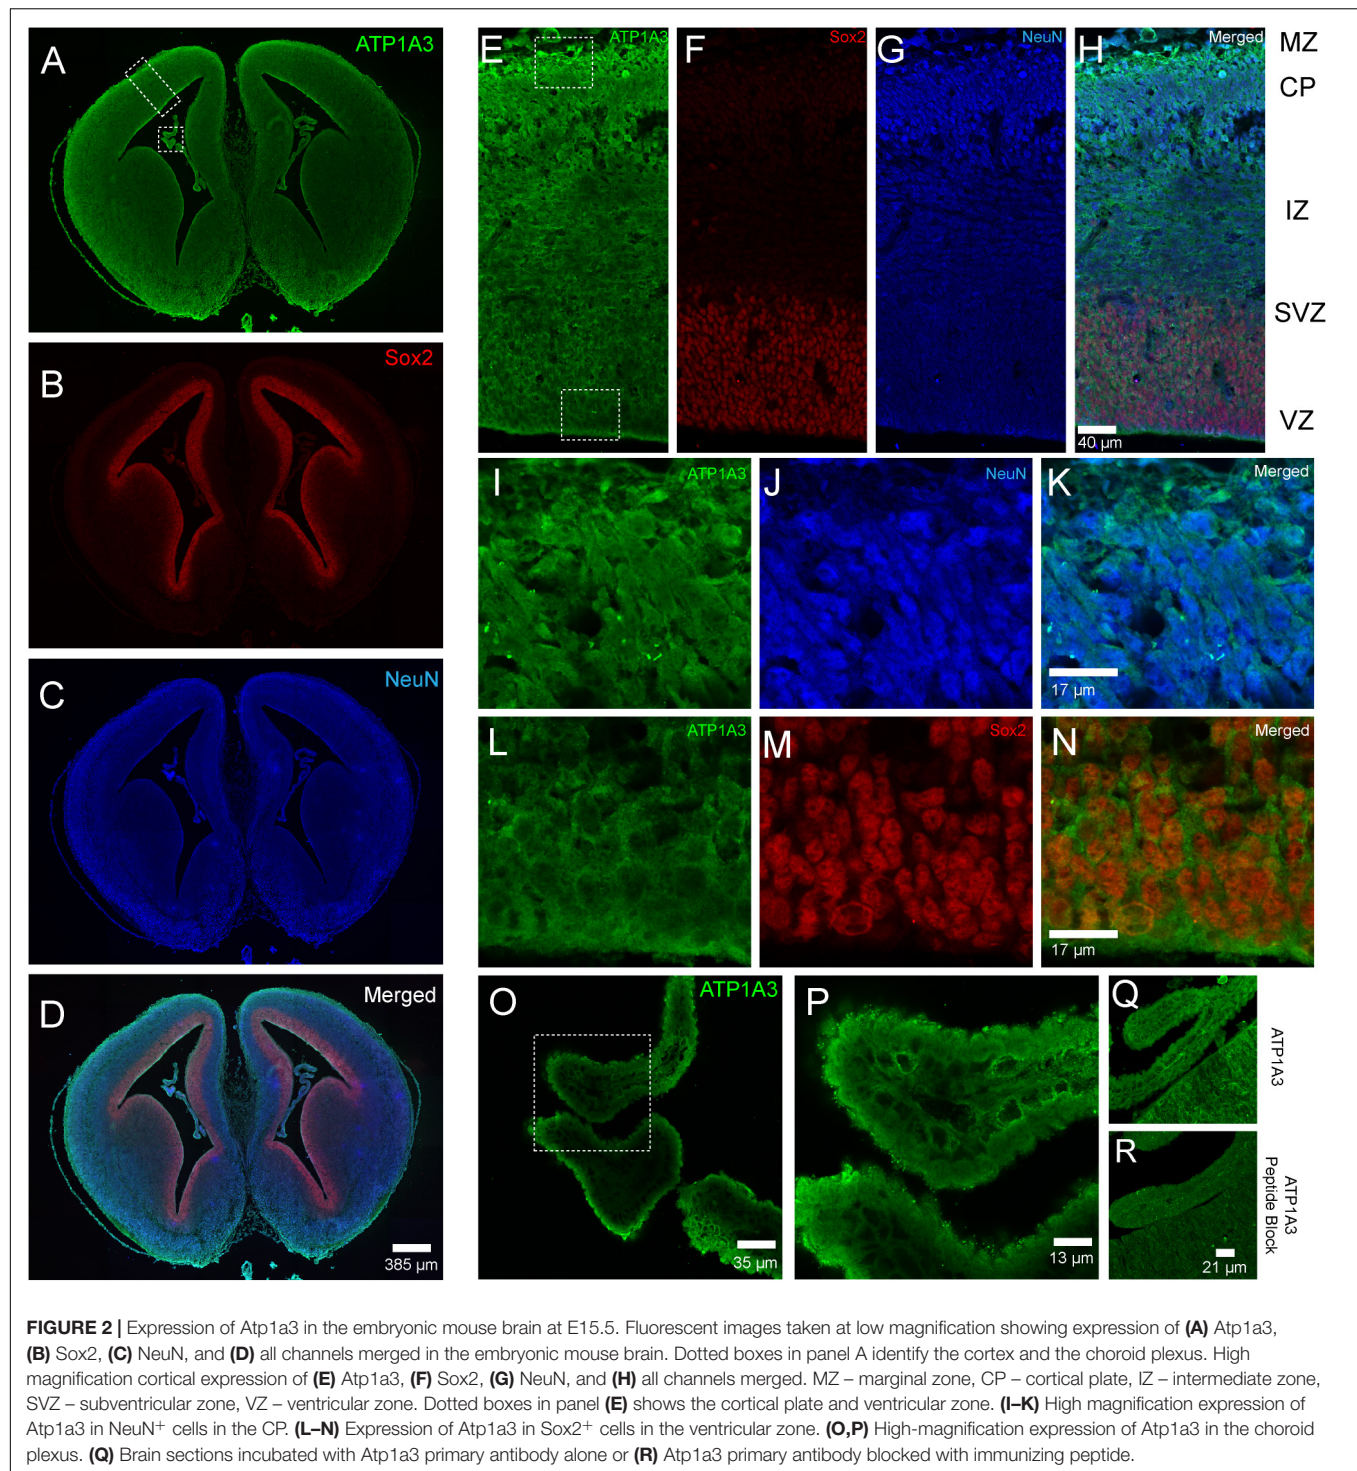 A
ATP1A3
B
Sox2
C
NeuN
D
Merged
385 µm
E
ATP1A3
F
Sox2
G
NeuN
H
Merged
MZ
CP
IZ
SVZ
VZ
40 µm
I
ATP1A3
J
NeuN
K
Merged
17 µm
L
ATP1A3
M
Sox2
N
Merged
17 µm
O
ATP1A3
35 µm
P
13 µm
Q
ATP1A3
R
ATP1A3
Peptide Block
21 µm
FIGURE 2 | Expression of Atp1a3 in the embryonic mouse brain at E15.5. Fluorescent images taken at low magnification showing expression of (A) Atp1a3,
(B) Sox2, (C) NeuN, and (D) all channels merged in the embryonic mouse brain. Dotted boxes in panel A identify the cortex and the choroid plexus. High
magnification cortical expression of (E) Atp1a3, (F) Sox2, (G) NeuN, and (H) all channels merged. MZ – marginal zone, CP – cortical plate, IZ – intermediate zone,
SVZ – subventricular zone, VZ – ventricular zone. Dotted boxes in panel (E) shows the cortical plate and ventricular zone. (I–K) High magnification expression of
Atp1a3 in NeuN⁺ cells in the CP. (L–N) Expression of Atp1a3 in Sox2⁺ cells in the ventricular zone. (O,P) High-magnification expression of Atp1a3 in the choroid
plexus. (Q) Brain sections incubated with Atp1a3 primary antibody alone or (R) Atp1a3 primary antibody blocked with immunizing peptide.